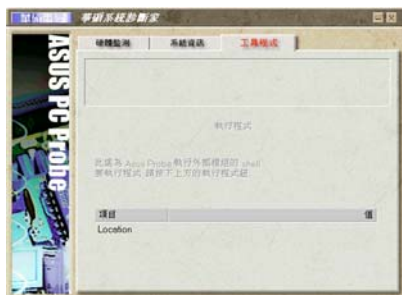 華碩系統診斷家
硬體監測 系統資訊 工具程式
ASUS PC Probe
執行程式
此處為 Asus Probe 執行外部模組的 shell
要執行程式 請按下上方的執行程式鈕
項目 值
Location